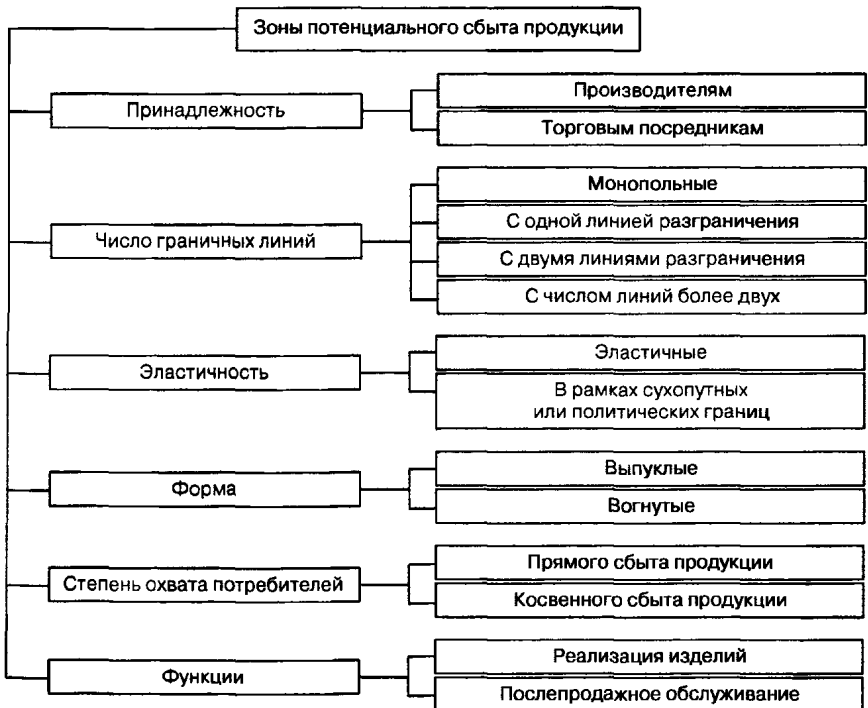 Зоны потенциального сбыта продукции
Принадлежность
Производителям
Торговым посредникам
Число граничных линий
Монопольные
С одной линией разграничения
С двумя линиями разграничения
С числом линий более двух
Эластичность
Эластичные
В рамках сухопутных
или политических границ
Форма
Выпуклые
Вогнутые
Степень охвата потребителей
Прямого сбыта продукции
Косвенного сбыта продукции
Функции
Реализация изделий
Послепродажное обслуживание